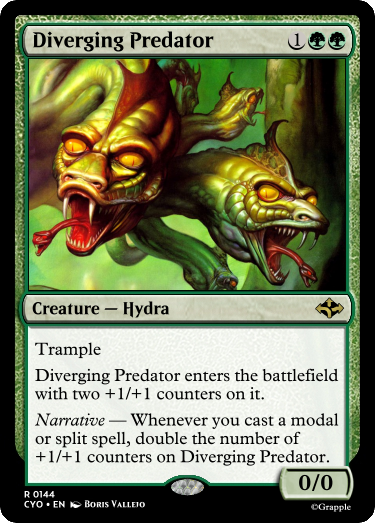 Diverging Predator 1
Creature — Hydra
Trample
Diverging Predator enters the battlefield
with two +1/+1 counters on it.
Narrative — Whenever you cast a modal
or split spell, double the number of
+1/+1 counters on Diverging Predator.
0/0
R 0144
CYO • EN Boris Vallejo
©Grapple